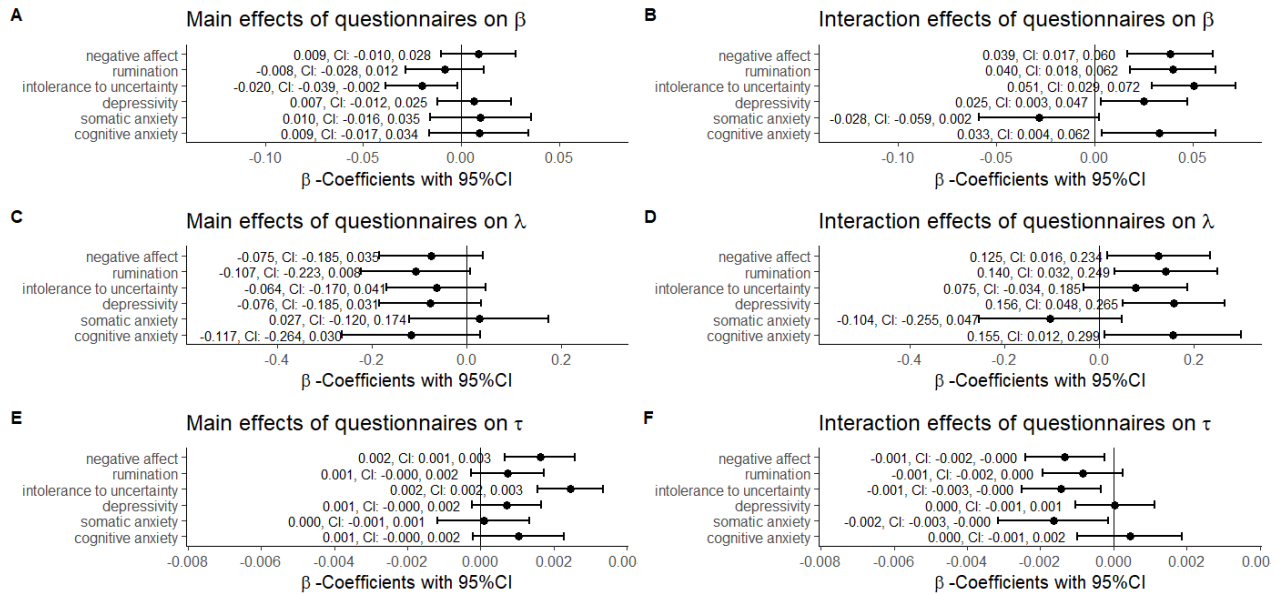 A
Main effects of questionnaires on β
negative affect 0.009, CI: -0.010, 0.028
rumination -0.008, CI: -0.028, 0.012
intolerance to uncertainty -0.020, CI: -0.039, -0.002
depressivity 0.007, CI: -0.012, 0.025
somatic anxiety 0.010, CI: -0.016, 0.035
cognitive anxiety 0.009, CI: -0.017, 0.034
-0.10 -0.05 0.00 0.05
β -Coefficients with 95%CI
B
Interaction effects of questionnaires on β
negative affect 0.039, CI: 0.017, 0.060
rumination 0.040, CI: 0.018, 0.062
intolerance to uncertainty 0.051, CI: 0.029, 0.072
depressivity 0.025, CI: 0.003, 0.047
somatic anxiety -0.028, CI: -0.059, 0.002
cognitive anxiety 0.033, CI: 0.004, 0.062
-0.10 -0.05 0.00 0.05
β -Coefficients with 95%CI
C
Main effects of questionnaires on λ
negative affect -0.075, CI: -0.185, 0.035
rumination -0.107, CI: -0.223, 0.008
intolerance to uncertainty -0.064, CI: -0.170, 0.041
depressivity -0.076, CI: -0.185, 0.031
somatic anxiety 0.027, CI: -0.120, 0.174
cognitive anxiety -0.117, CI: -0.264, 0.030
-0.4 -0.2 0.0 0.2
β -Coefficients with 95%CI
D
Interaction effects of questionnaires on λ
negative affect 0.125, CI: 0.016, 0.234
rumination 0.140, CI: 0.032, 0.249
intolerance to uncertainty 0.075, CI: -0.034, 0.185
depressivity 0.156, CI: 0.048, 0.265
somatic anxiety -0.104, CI: -0.255, 0.047
cognitive anxiety 0.155, CI: 0.012, 0.299
-0.4 -0.2 0.0 0.2
β -Coefficients with 95%CI
E
Main effects of questionnaires on τ
negative affect 0.002, CI: 0.001, 0.003
rumination 0.001, CI: -0.000, 0.002
intolerance to uncertainty 0.002, CI: 0.002, 0.003
depressivity 0.001, CI: -0.000, 0.002
somatic anxiety 0.000, CI: -0.001, 0.001
cognitive anxiety 0.001, CI: -0.000, 0.002
-0.008 -0.006 -0.004 -0.002 0.000 0.002 0.00
β -Coefficients with 95%CI
F
Interaction effects of questionnaires on τ
negative affect -0.001, CI: -0.002, -0.000
rumination -0.001, CI: -0.002, 0.000
intolerance to uncertainty -0.001, CI: -0.003, -0.000
depressivity 0.000, CI: -0.001, 0.001
somatic anxiety -0.002, CI: -0.003, -0.000
cognitive anxiety 0.000, CI: -0.001, 0.002
-0.008 -0.006 -0.004 -0.002 0.000 0.002 0.00
β -Coefficients with 95%CI